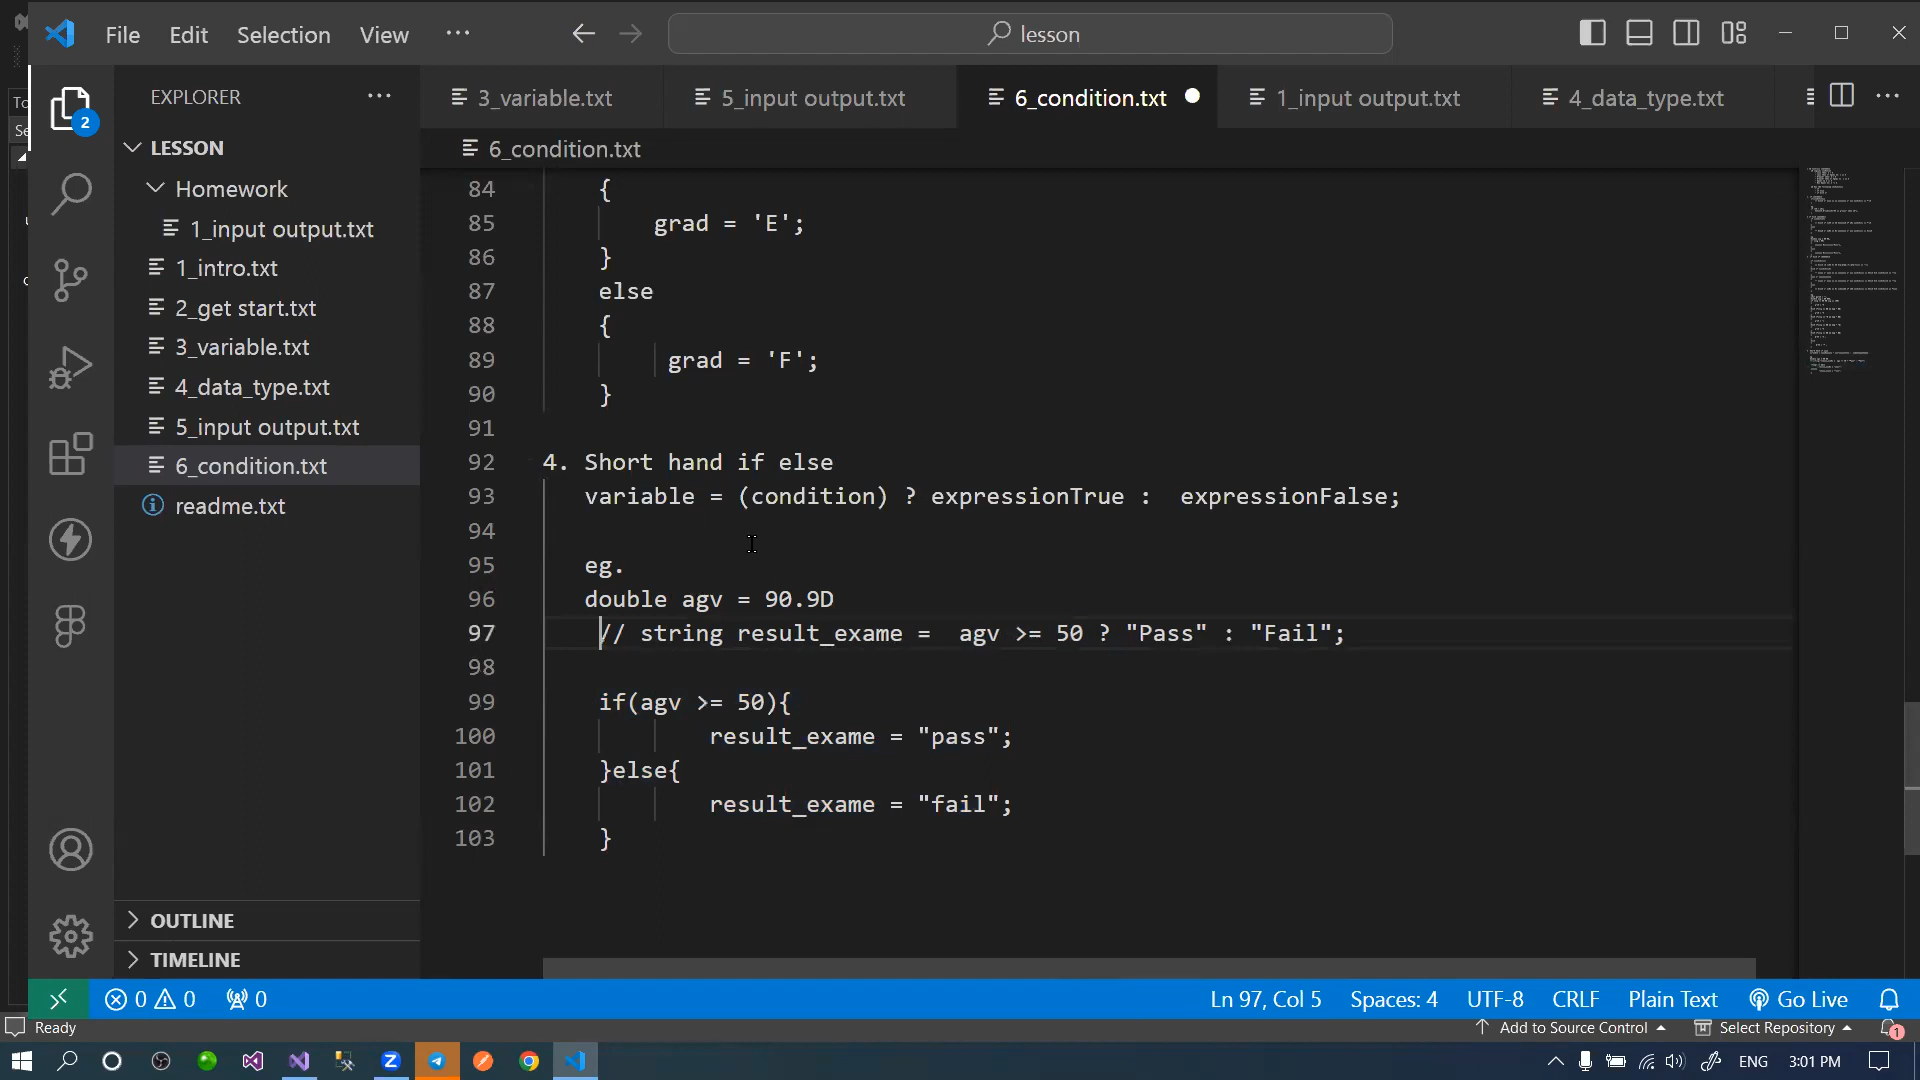 File Edit Selection View ...
lesson
EXPLORER ...
3_variable.txt 5_input output.txt 6_condition.txt 1_input output.txt 4_data_type.txt ...
2
LESSON
Homework
1_input output.txt
1_intro.txt
2_get start.txt
3_variable.txt
4_data_type.txt
5_input output.txt
6_condition.txt
readme.txt
OUTLINE
TIMELINE
6_condition.txt
84 {
85 grad = 'E';
86 }
87 else
88 {
89 grad = 'F';
90 }
91
92 4. Short hand if else
93 variable = (condition) ? expressionTrue :  expressionFalse;
94
95 eg.
96 double agv = 90.9D
97 // string result_exame =  agv >= 50 ? "Pass" : "Fail";
98
99 if(agv >= 50){
100 result_exame = "pass";
101 }else{
102 result_exame = "fail";
103 }
0 0 0
Ln 97, Col 5 Spaces: 4 UTF-8 CRLF Plain Text Go Live
Ready
Add to Source Control Select Repository 1
ENG 3:01 PM